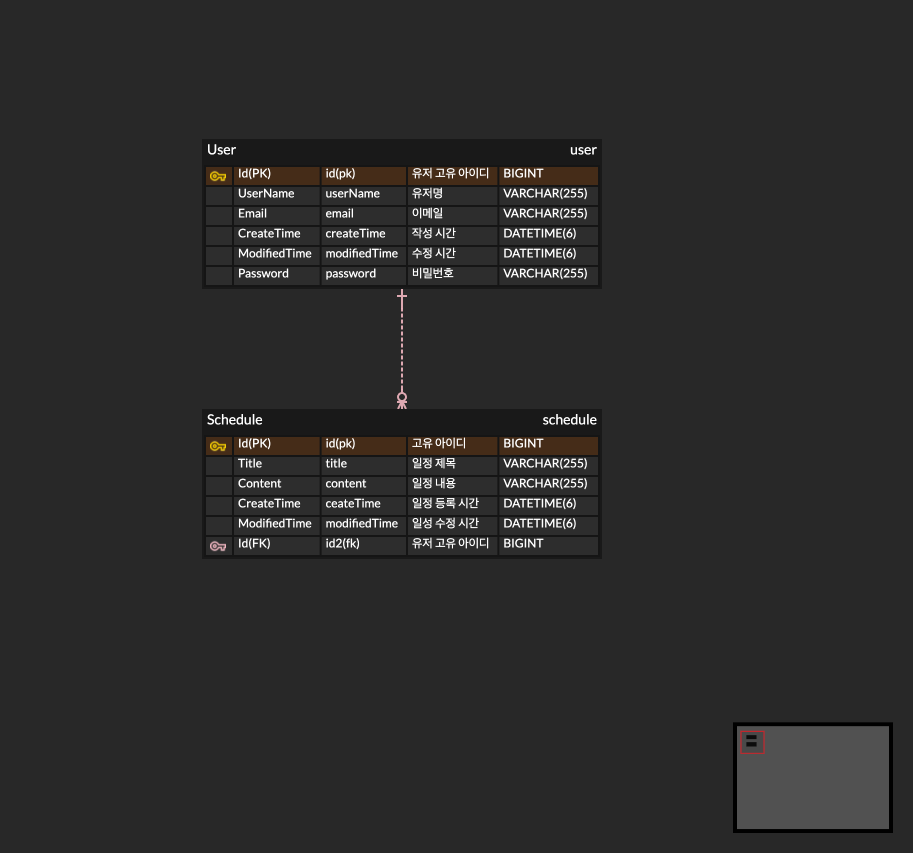 User user
Id(PK) id(pk) 유저 고유 아이디 BIGINT
UserName userName 유저명 VARCHAR(255)
Email email 이메일 VARCHAR(255)
CreateTime createTime 작성 시간 DATETIME(6)
ModifiedTime modifiedTime 수정 시간 DATETIME(6)
Password password 비밀번호 VARCHAR(255)
Schedule schedule
Id(PK) id(pk) 고유 아이디 BIGINT
Title title 일정 제목 VARCHAR(255)
Content content 일정 내용 VARCHAR(255)
CreateTime ceateTime 일정 등록 시간 DATETIME(6)
ModifiedTime modifiedTime 일성 수정 시간 DATETIME(6)
Id(FK) id2(fk) 유저 고유 아이디 BIGINT